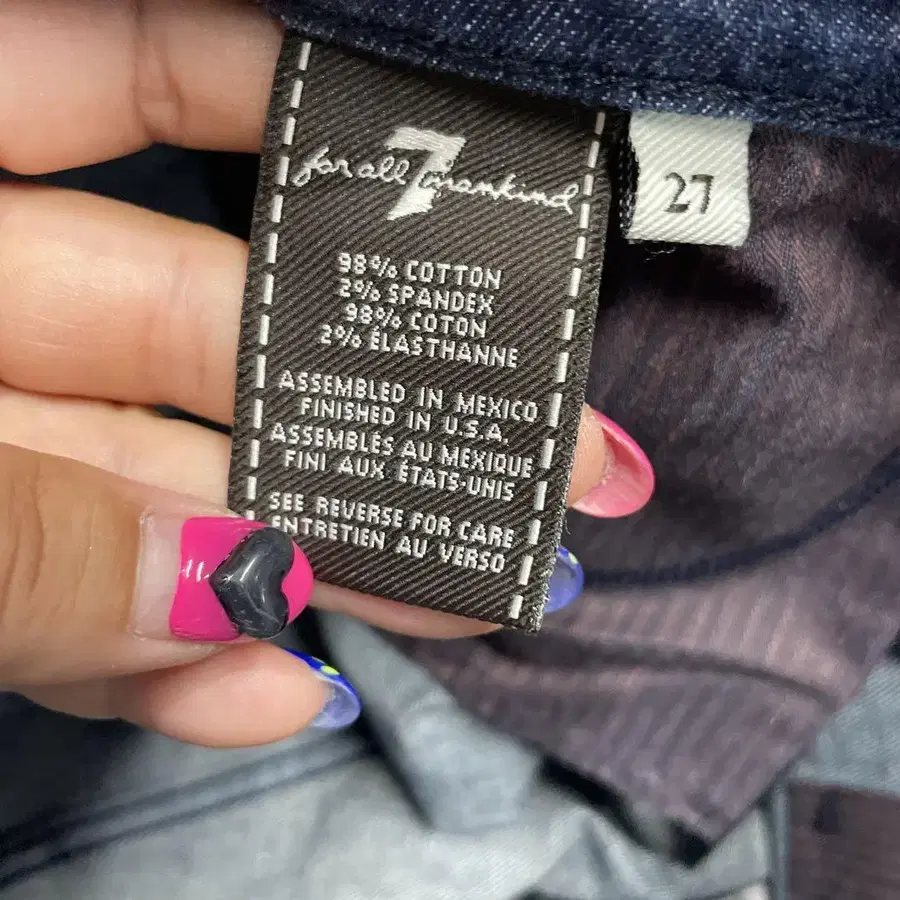 for all 7 mankind
27
98% COTTON
2% SPANDEX
98% COTON
2% ÉLASTHANNE
ASSEMBLED IN MEXICO
FINISHED IN U.S.A.
ASSEMBLÉS AU MEXIQUE
FINI AUX ÉTATS-UNIS
SEE REVERSE FOR CARE
ENTRETIEN AU VERSO